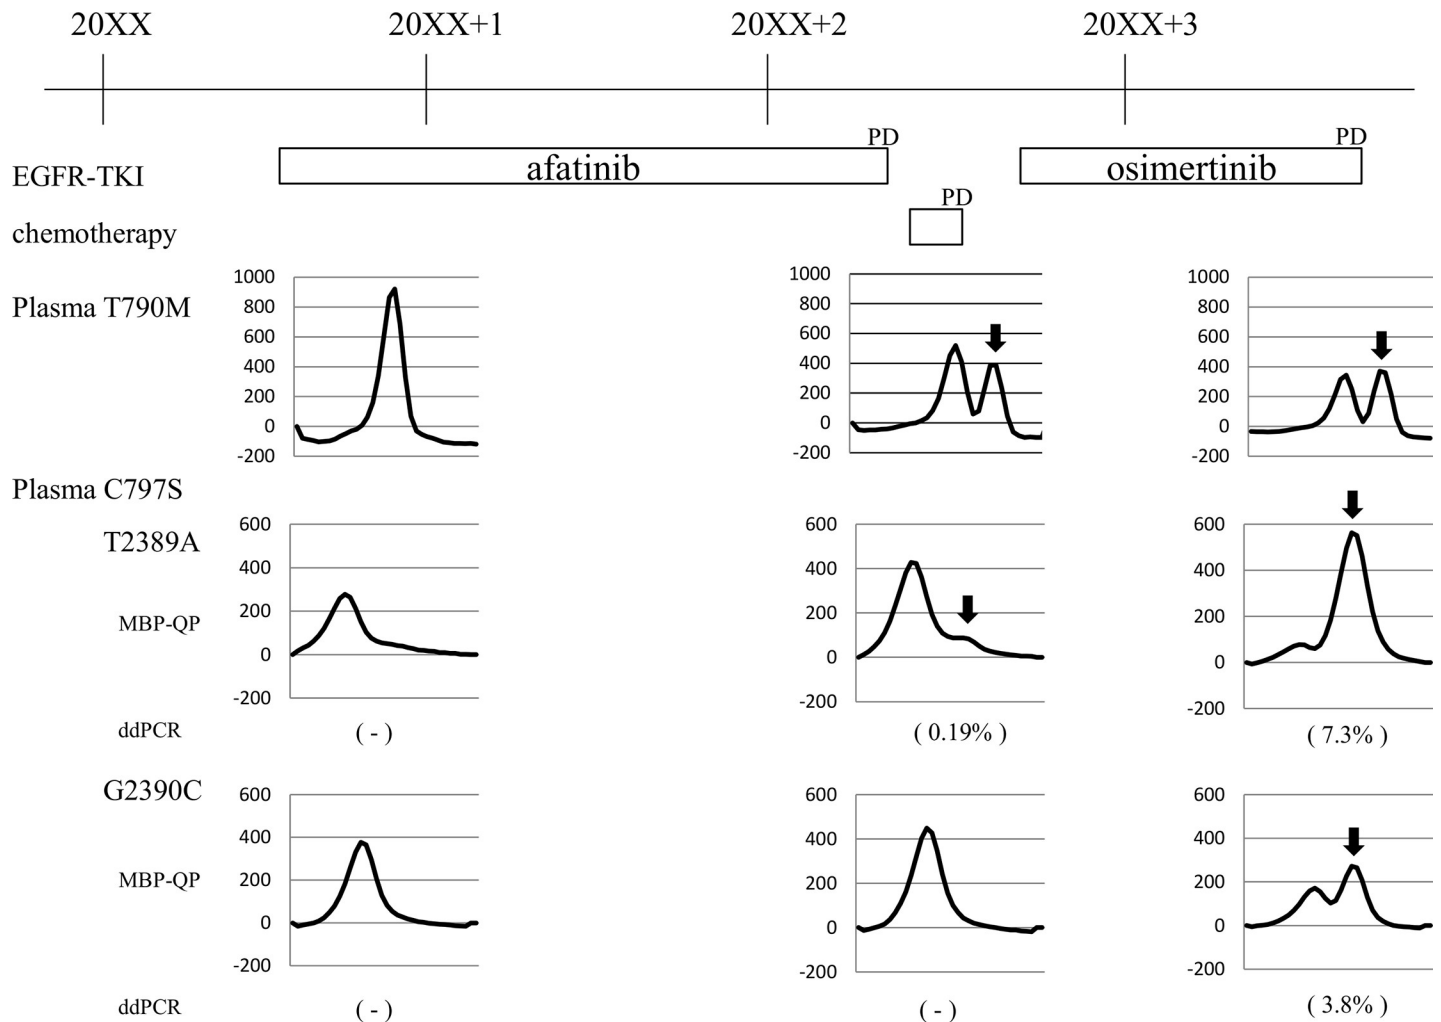 20XX 20XX+1 20XX+2 20XX+3
PD PD
EGFR-TKI afatinib osimertinib
PD
chemotherapy
Plasma T790M
1000 1000 1000
800 800 800
600 600 600
400 400 400
200 200 200
0 0 0
-200 -200 -200
Plasma C797S
T2389A
600 600 600
400 400 400
MBP-QP
200 200 200
0 0 0
-200 -200 -200
ddPCR ( - ) ( 0.19% ) ( 7.3% )
G2390C
600 600 600
400 400 400
MBP-QP
200 200 200
0 0 0
-200 -200 -200
ddPCR ( - ) ( - ) ( 3.8% )